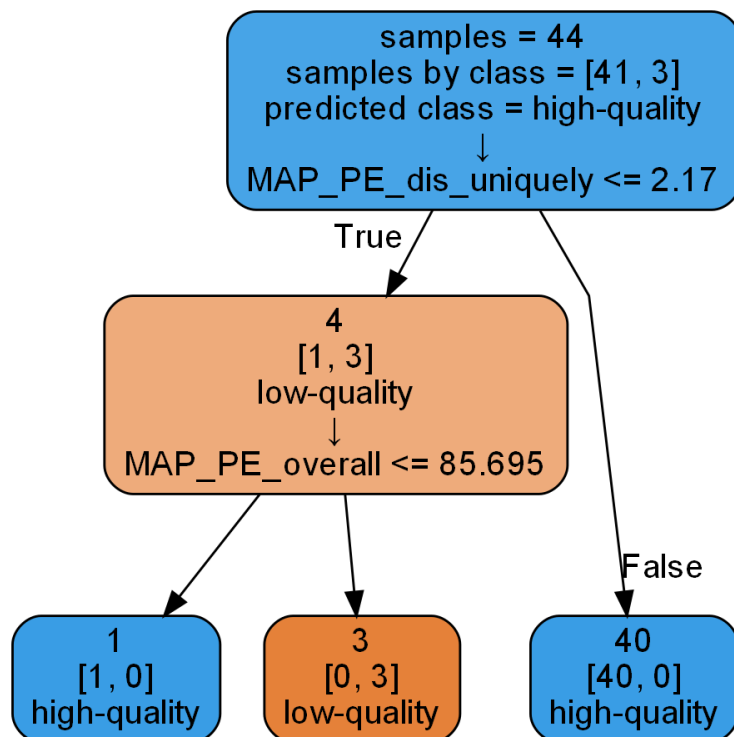 samples = 44
samples by class = [41, 3]
predicted class = high-quality
↓
MAP_PE_dis_uniquely <= 2.17
True
4
[1, 3]
low-quality
↓
MAP_PE_overall <= 85.695
False
1
[1, 0]
high-quality
3
[0, 3]
low-quality
40
[40, 0]
high-quality